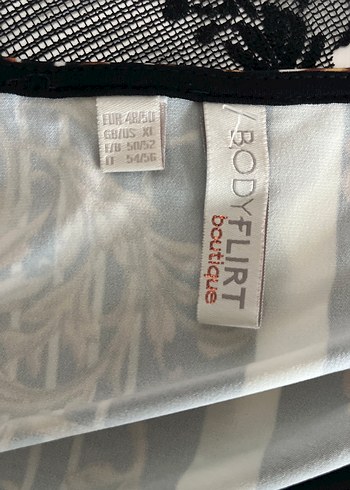 EUR 48/50
GB/US XL
F/B 50/52
IT 54/56
BODYFLIRT
boutique